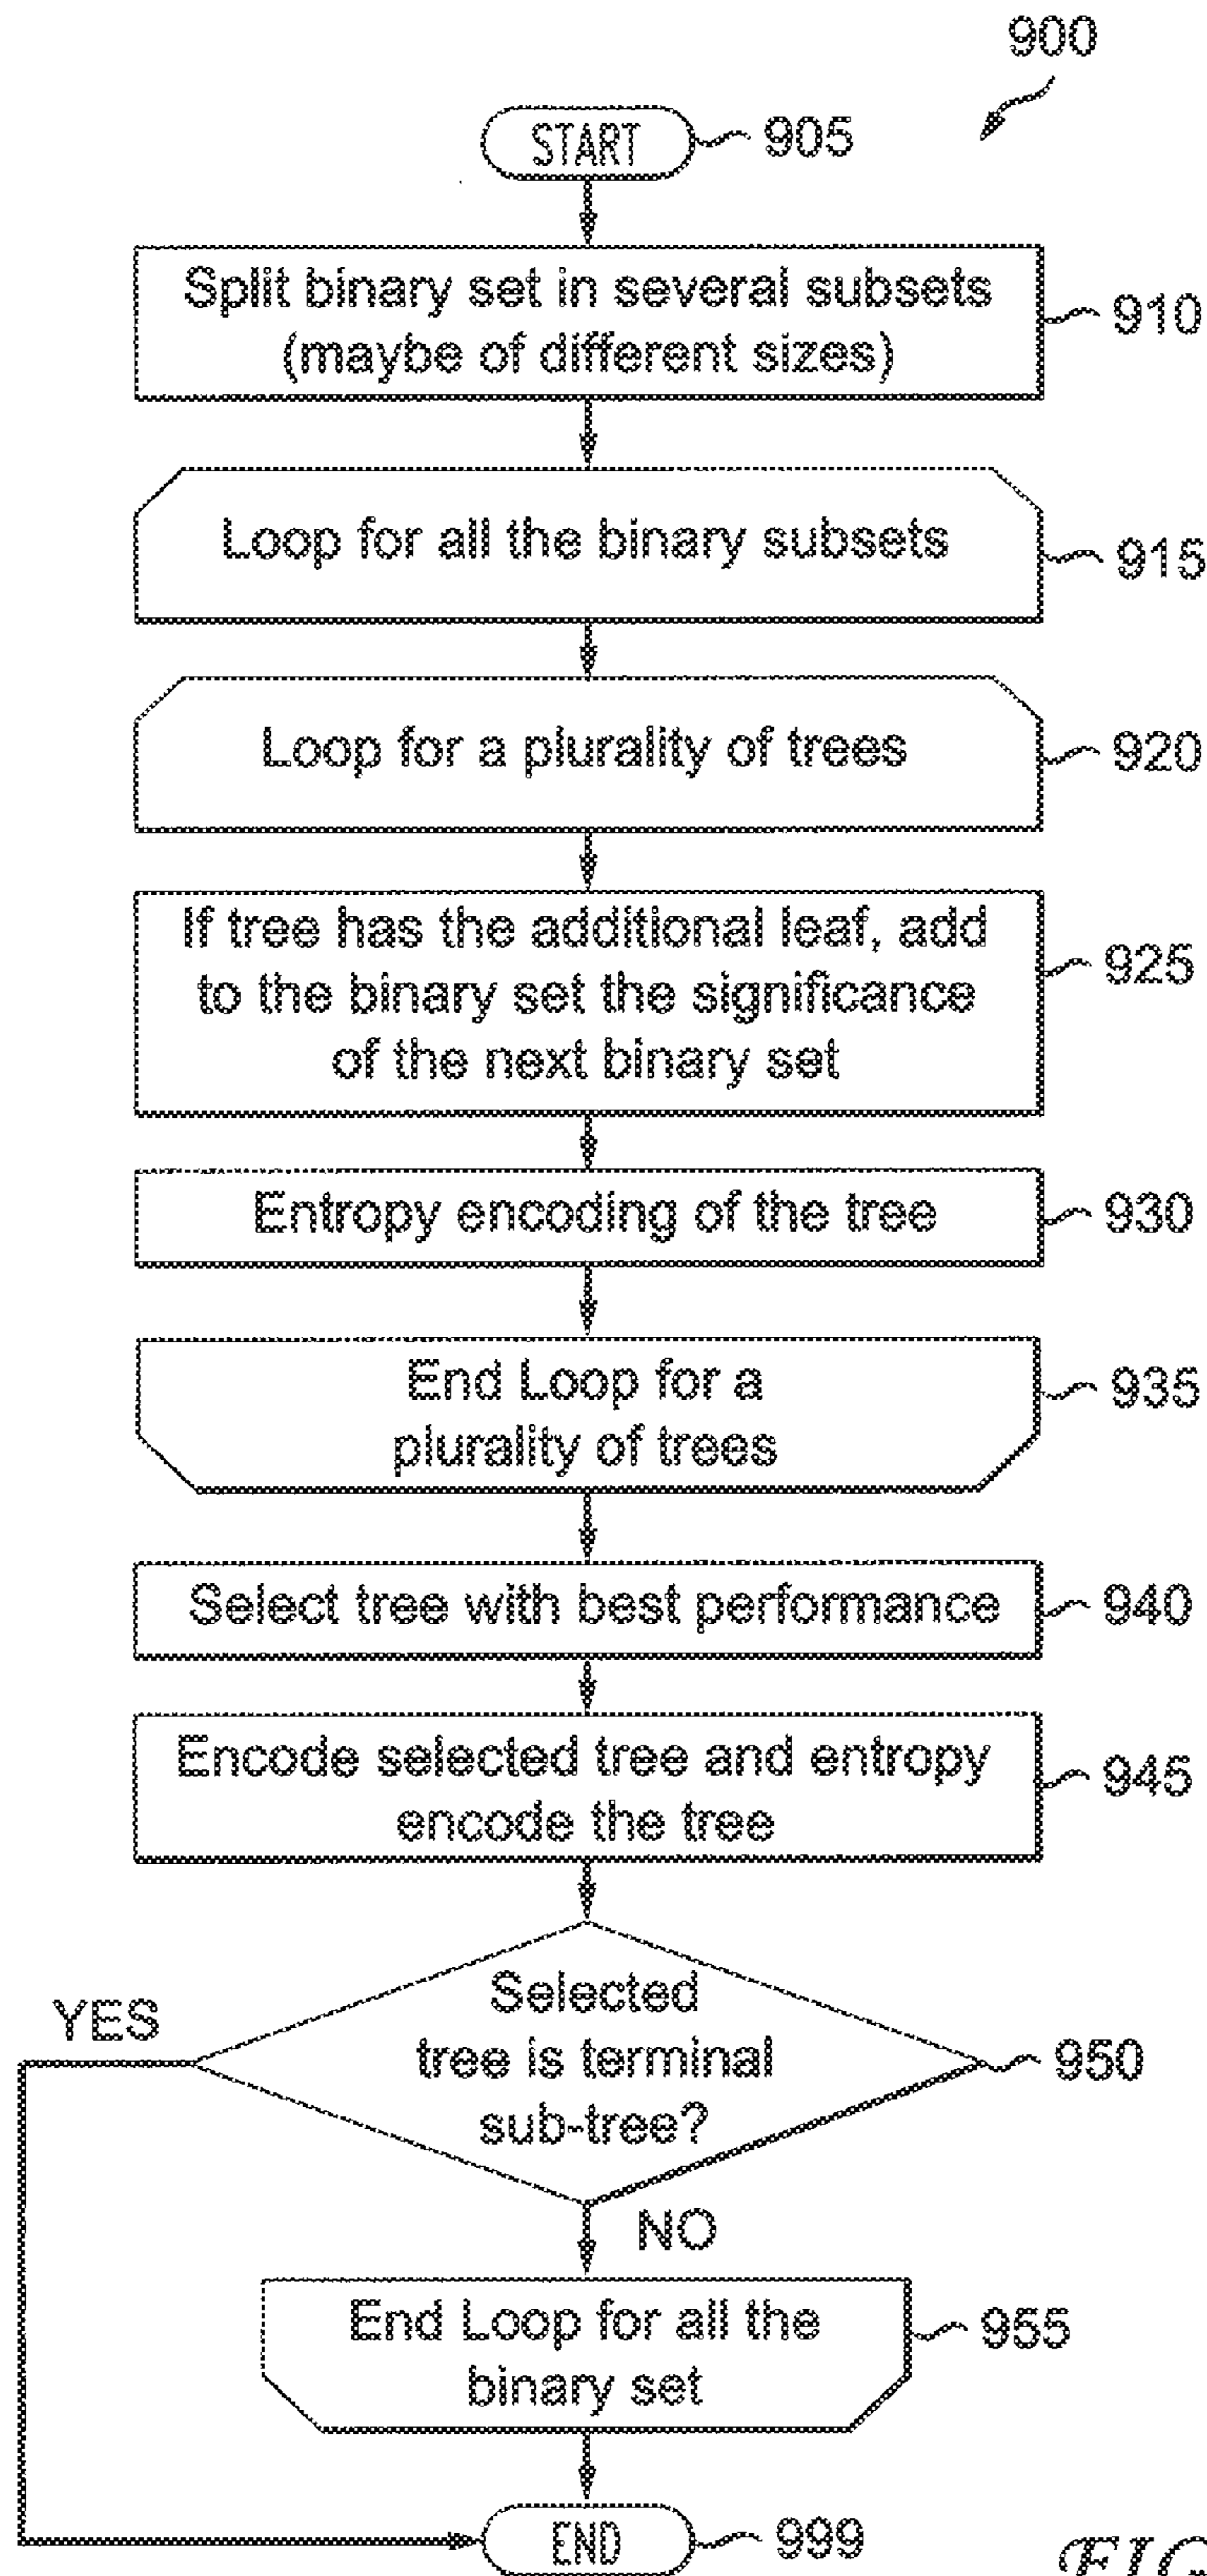 900
START 905
Split binary set in several subsets
(maybe of different sizes) 910
Loop for all the binary subsets 915
Loop for a plurality of trees 920
If tree has the additional leaf, add
to the binary set the significance 925
of the next binary set
Entropy encoding of the tree 930
End Loop for a
plurality of trees 935
Select tree with best performance 940
Encode selected tree and entropy
encode the tree 945
Selected
YES
tree is terminal 950
sub-tree?
NO
End Loop for all the
binary set 955
END 999